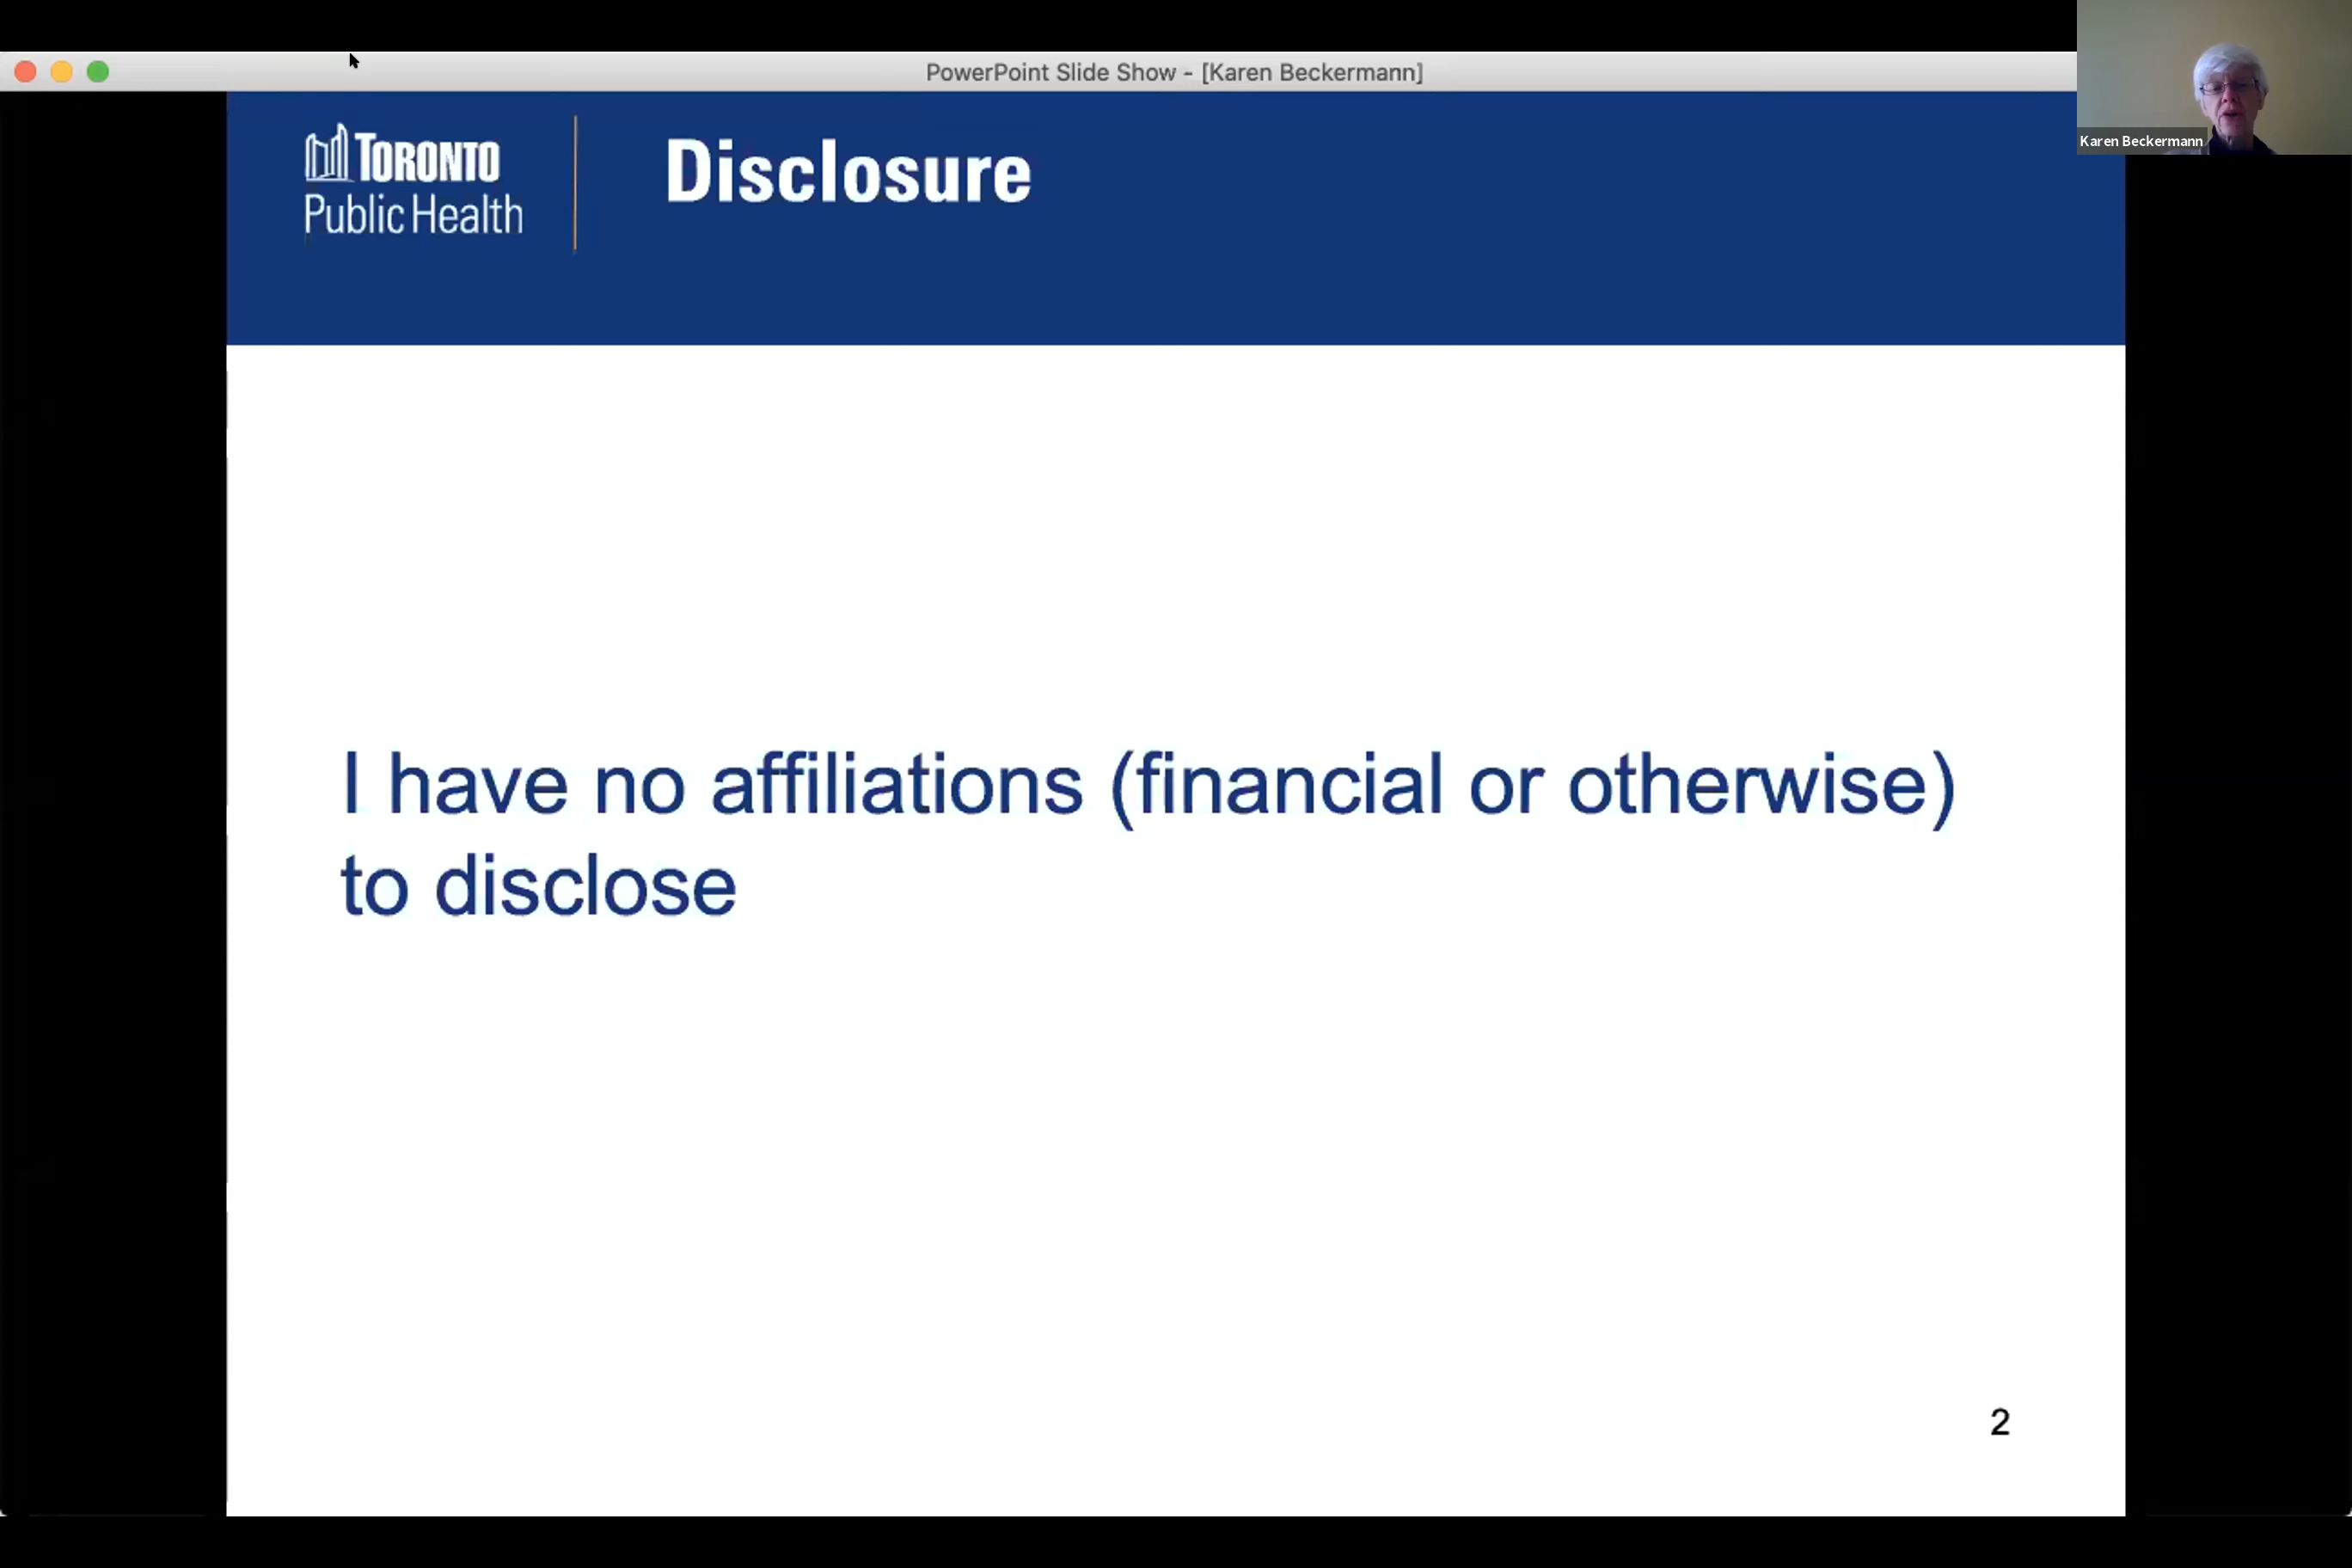 PowerPoint Slide Show - [Karen Beckermann]
Karen Beckermann
TORONTO
Public Health
Disclosure
I have no affiliations (financial or otherwise)
to disclose
2